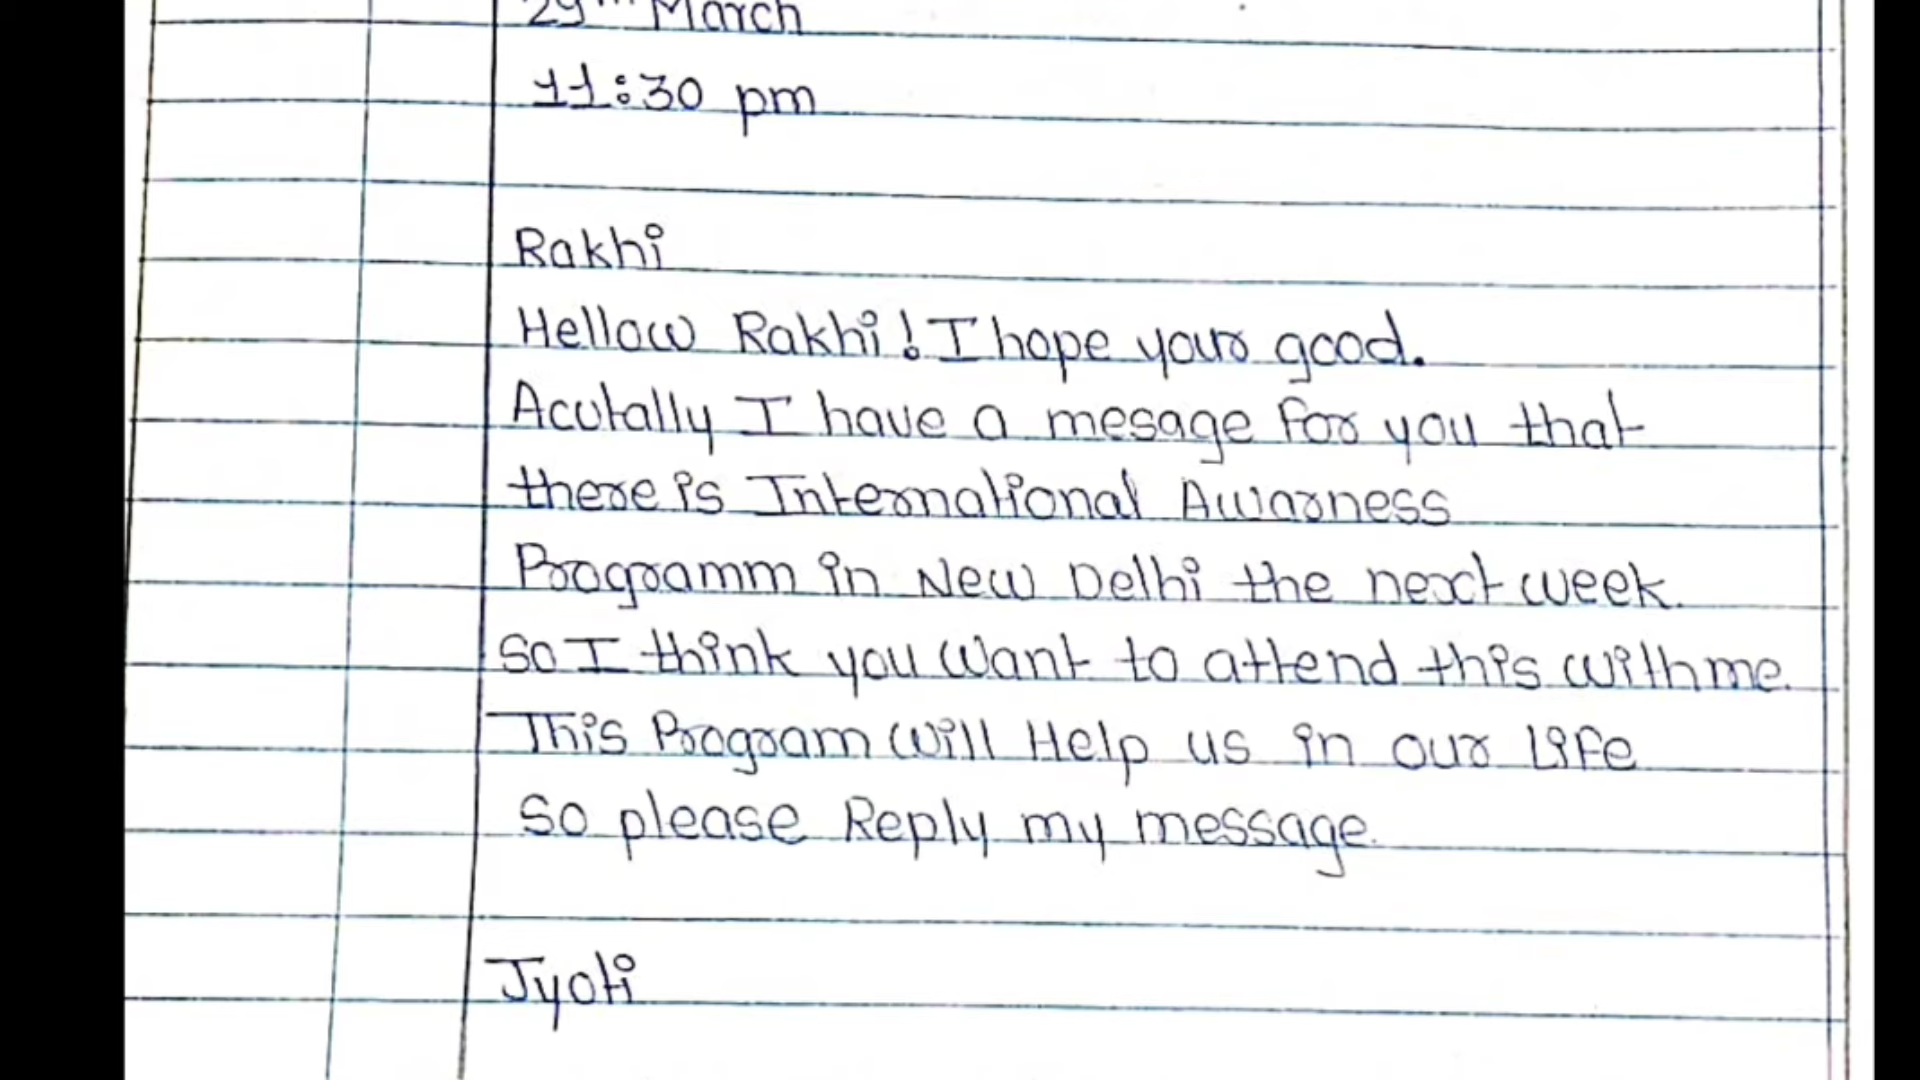 29th March
11:30 pm
Rakhi
Hellow Rakhi! I hope your good.
Acutally I have a mesage for you that
there is International Awarness
Programm in New Delhi the next week.
So I think you want to attend this with me.
This Program will Help us in our Life
So please Reply my message.
Jyoti